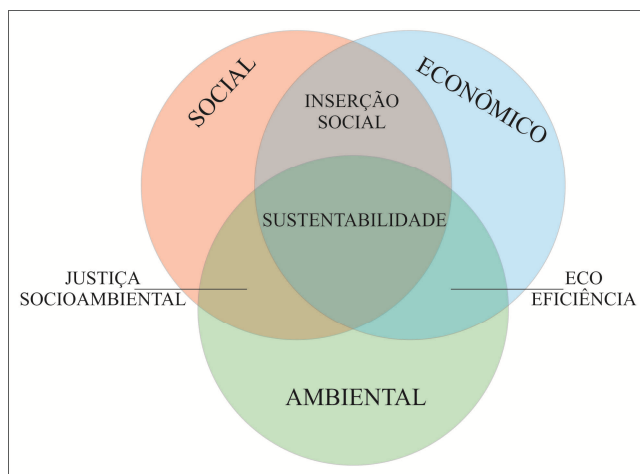 SOCIAL
ECONÔMICO
INSERÇÃO
SOCIAL
SUSTENTABILIDADE
JUSTIÇA
SOCIOAMBIENTAL
ECO
EFICIÊNCIA
AMBIENTAL